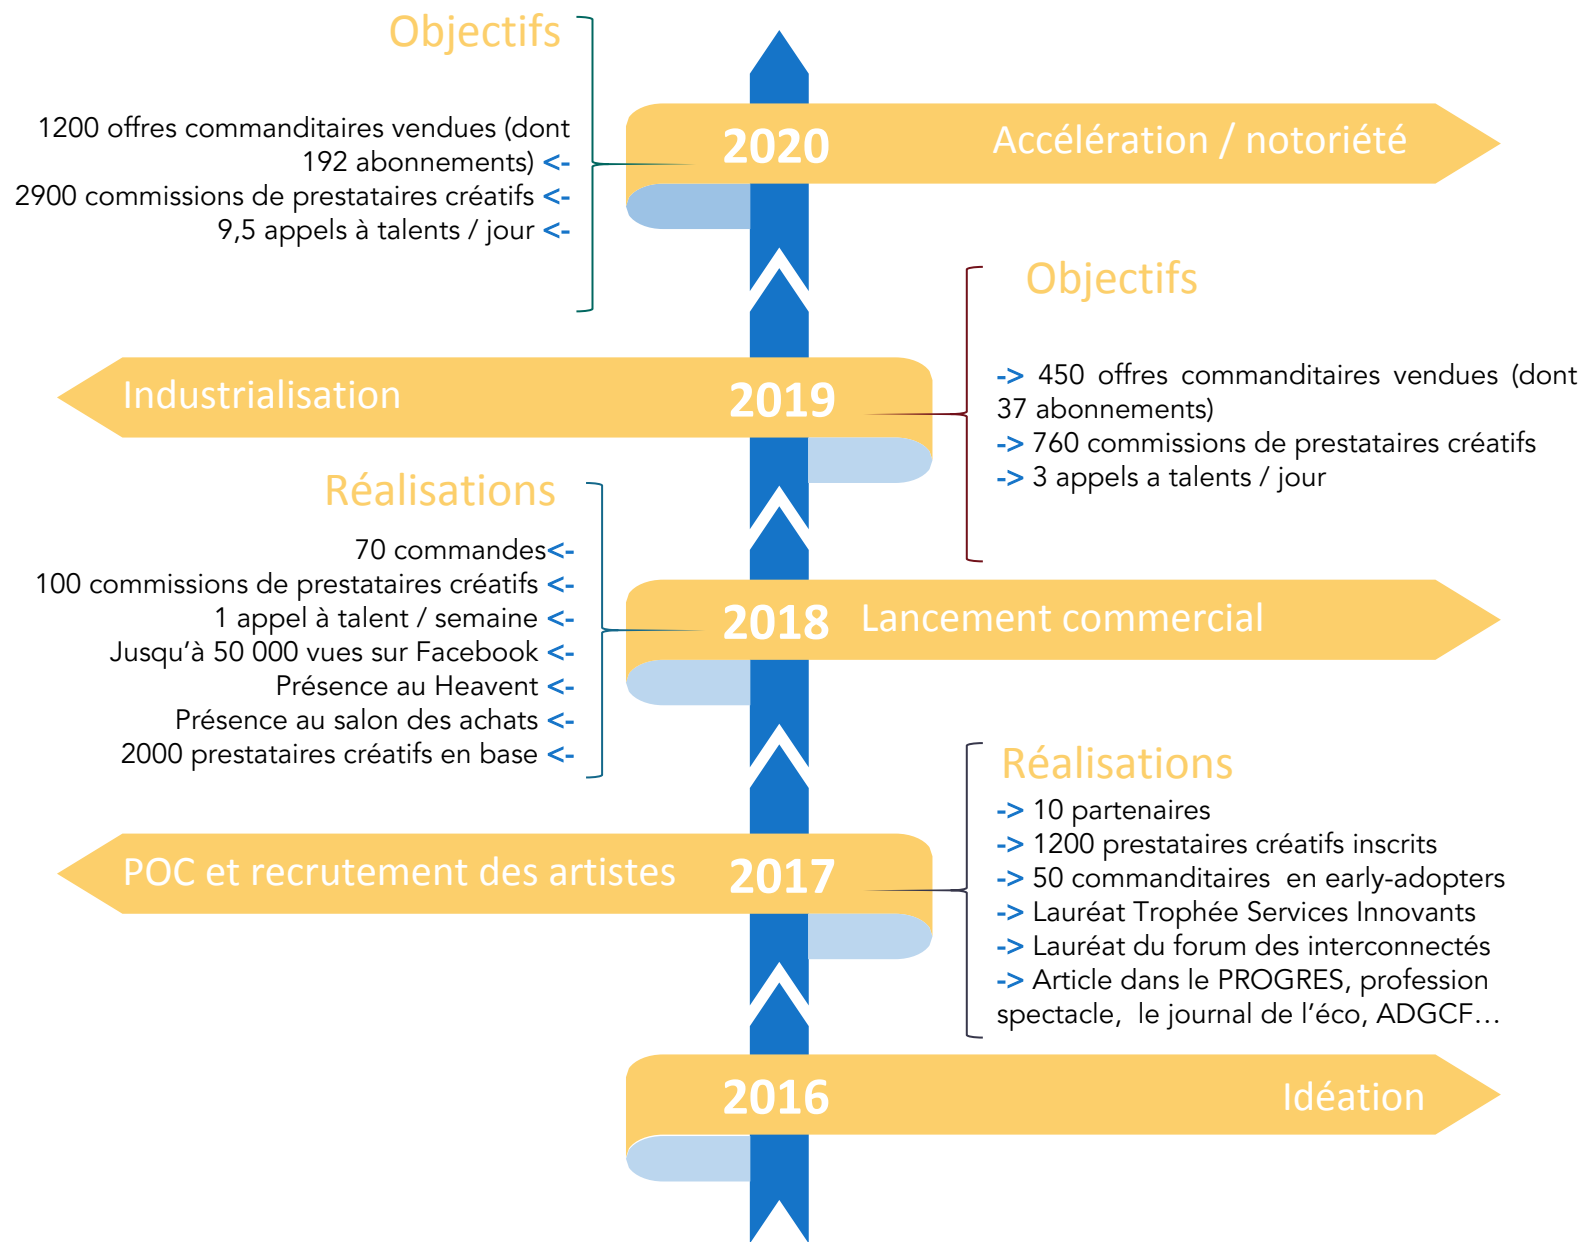 Objectifs
1200 offres commanditaires vendues (dont
192 abonnements) <-
2900 commissions de prestataires créatifs <-
9,5 appels à talents / jour <-
2020
Accélération / notoriété
Objectifs
-> 450 offres commanditaires vendues (dont
37 abonnements)
-> 760 commissions de prestataires créatifs
-> 3 appels a talents / jour
Industrialisation
2019
Réalisations
70 commandes<-
100 commissions de prestataires créatifs <-
1 appel à talent / semaine <-
Jusqu’à 50 000 vues sur Facebook <-
Présence au Heavent <-
Présence au salon des achats <-
2000 prestataires créatifs en base <-
2018
Lancement commercial
Réalisations
-> 10 partenaires
-> 1200 prestataires créatifs inscrits
-> 50 commanditaires  en early-adopters
-> Lauréat Trophée Services Innovants
-> Lauréat du forum des interconnectés
-> Article dans le PROGRES, profession
spectacle,  le journal de l’éco, ADGCF…
POC et recrutement des artistes
2017
2016
Idéation